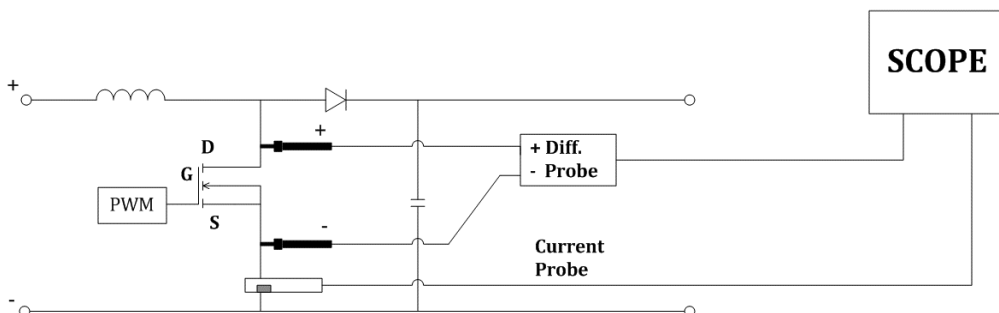 SCOPE
+
+
D
+ Diff.
G
- Probe
PWM
S
-
Current
Probe
-